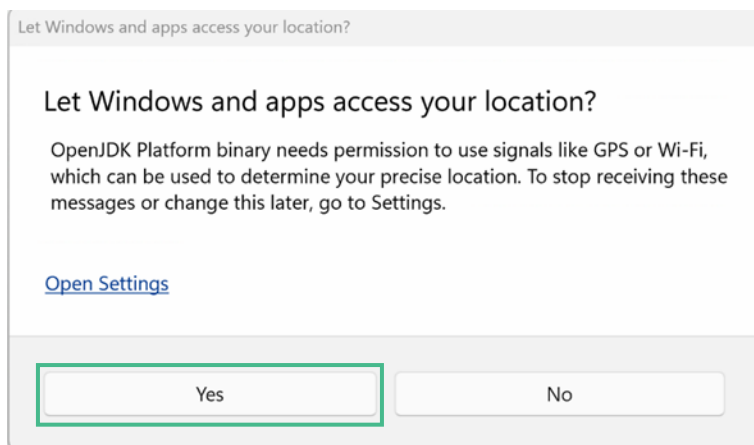 Let Windows and apps access your location?
Let Windows and apps access your location?
OpenJDK Platform binary needs permission to use signals like GPS or Wi-Fi,
which can be used to determine your precise location. To stop receiving these
messages or change this later, go to Settings.
Open Settings
Yes
No